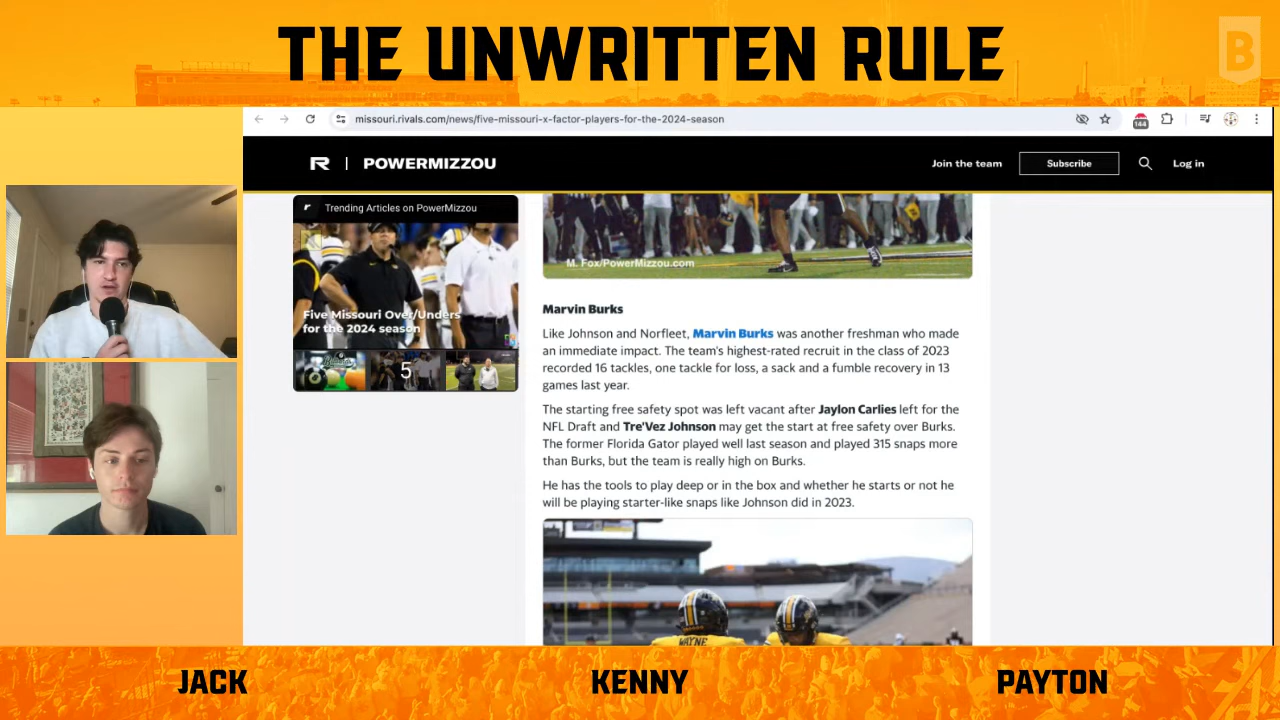 THE UNWRITTEN RULE
B
missouri.rivals.com/news/five-missouri-x-factor-players-for-the-2024-season
144
R | POWERMIZZOU
Join the team
Subscribe
Log in
Trending Articles on PowerMizzou
Five Missouri Over/Unders
for the 2024 season
5
M. Fox/PowerMizzou.com
Marvin Burks
Like Johnson and Norfleet, Marvin Burks was another freshman who made
an immediate impact. The team's highest-rated recruit in the class of 2023
recorded 16 tackles, one tackle for loss, a sack and a fumble recovery in 13
games last year.
The starting free safety spot was left vacant after Jaylon Carlies left for the
NFL Draft and Tre'Vez Johnson may get the start at free safety over Burks.
The former Florida Gator played well last season and played 315 snaps more
than Burks, but the team is really high on Burks.
He has the tools to play deep or in the box and whether he starts or not he
will be playing starter-like snaps like Johnson did in 2023.
WAYNE
JACK
KENNY
PAYTON